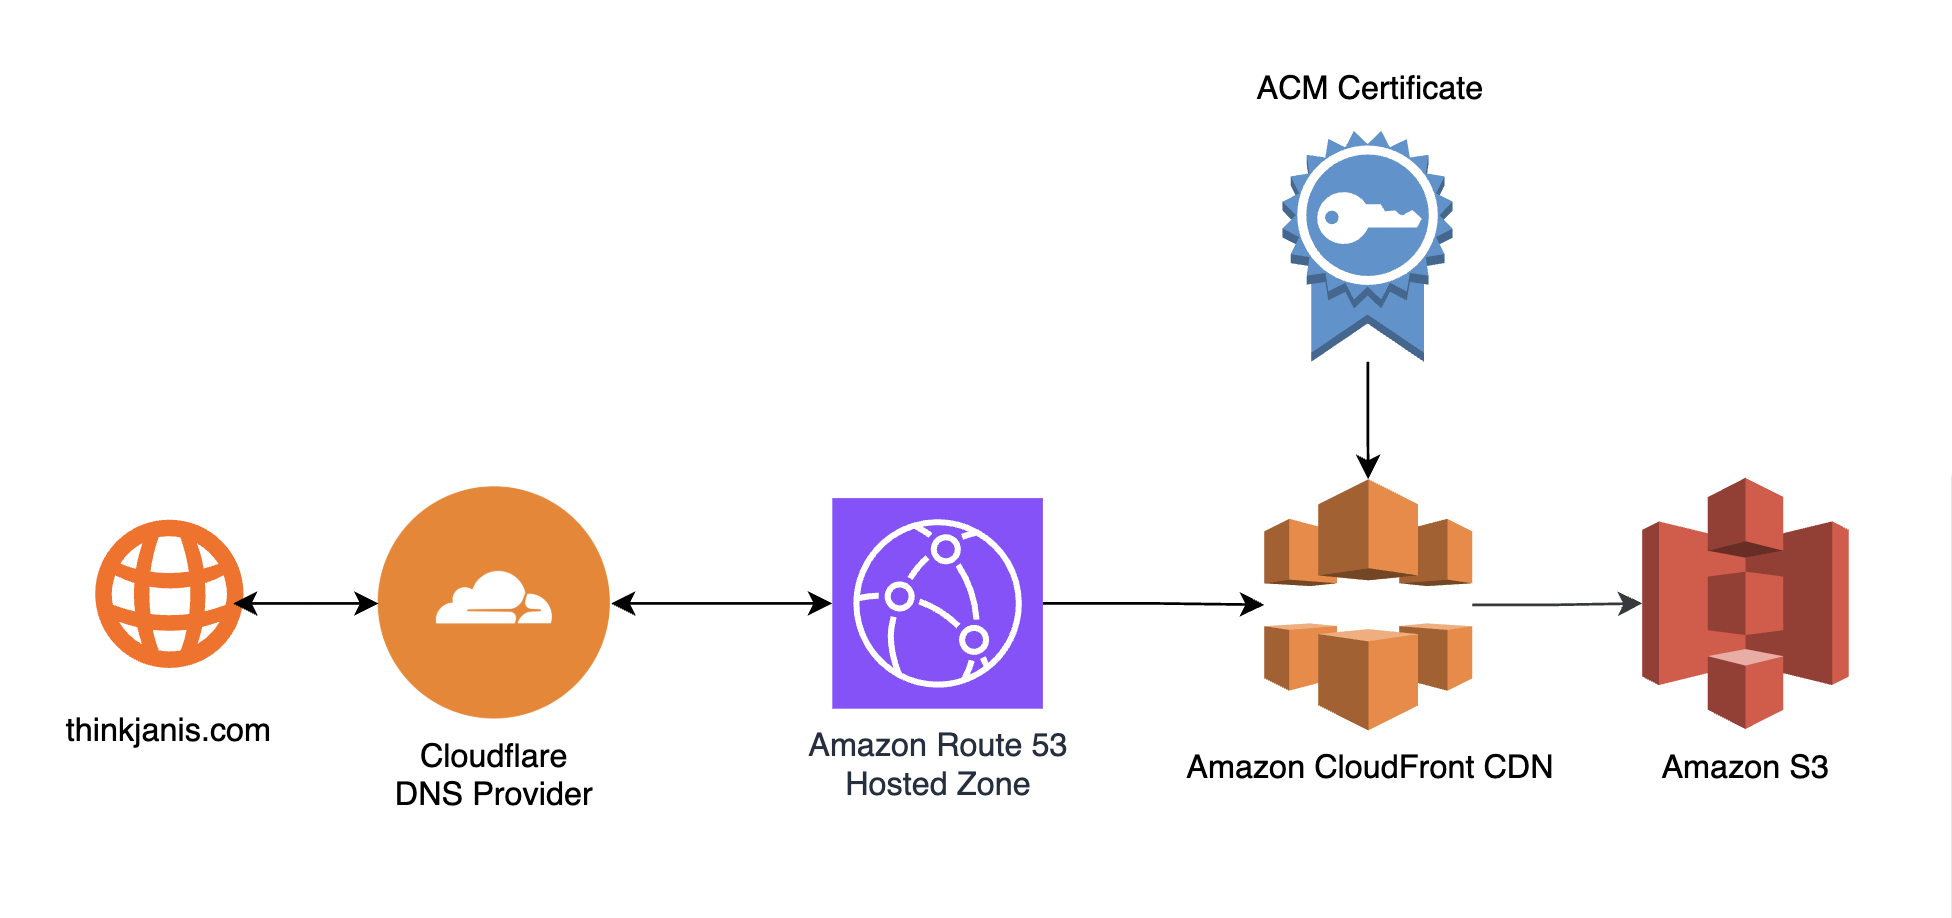 ACM Certificate
thinkjanis.com
Cloudflare
DNS Provider
Amazon Route 53
Hosted Zone
Amazon CloudFront CDN
Amazon S3